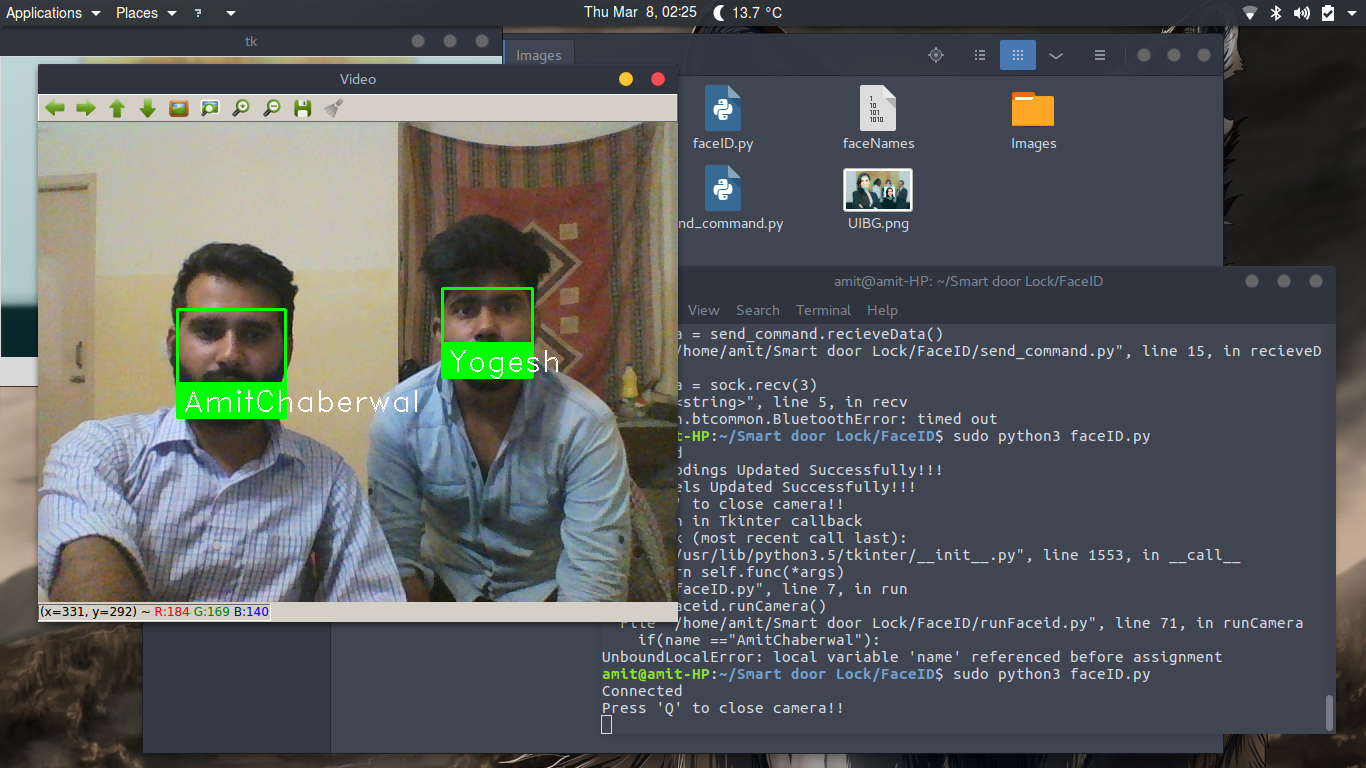 Applications
Places
?
Thu Mar 8, 02:25
13.7 °C
tk
Images
Video
faceID.py
faceNames
Images
nd_command.py
UIBG.png
1
10
101
1010
AmitChaberwal
Yogesh
(x=331, y=292) ~ R:184 G:169 B:140
amit@amit-HP: ~/Smart door Lock/FaceID
View Search Terminal Help
a = send_command.recieveData()
/home/amit/Smart door Lock/FaceID/send_command.py", line 15, in recieveD
a = sock.recv(3)
<string>", line 5, in recv
n.btcommon.BluetoothError: timed out
t-HP:~/Smart door Lock/FaceID$ sudo python3 faceID.py
d
odings Updated Successfully!!!
els Updated Successfully!!!
' to close camera!!
n in Tkinter callback
k (most recent call last):
/usr/lib/python3.5/tkinter/__init__.py", line 1553, in __call__
rn self.func(*args)
faceID.py", line 7, in run
aceid.runCamera()
File "/home/amit/Smart door Lock/FaceID/runFaceid.py", line 71, in runCamera
if(name =="AmitChaberwal"):
UnboundLocalError: local variable 'name' referenced before assignment
amit@amit-HP:~/Smart door Lock/FaceID$ sudo python3 faceID.py
Connected
Press 'Q' to close camera!!